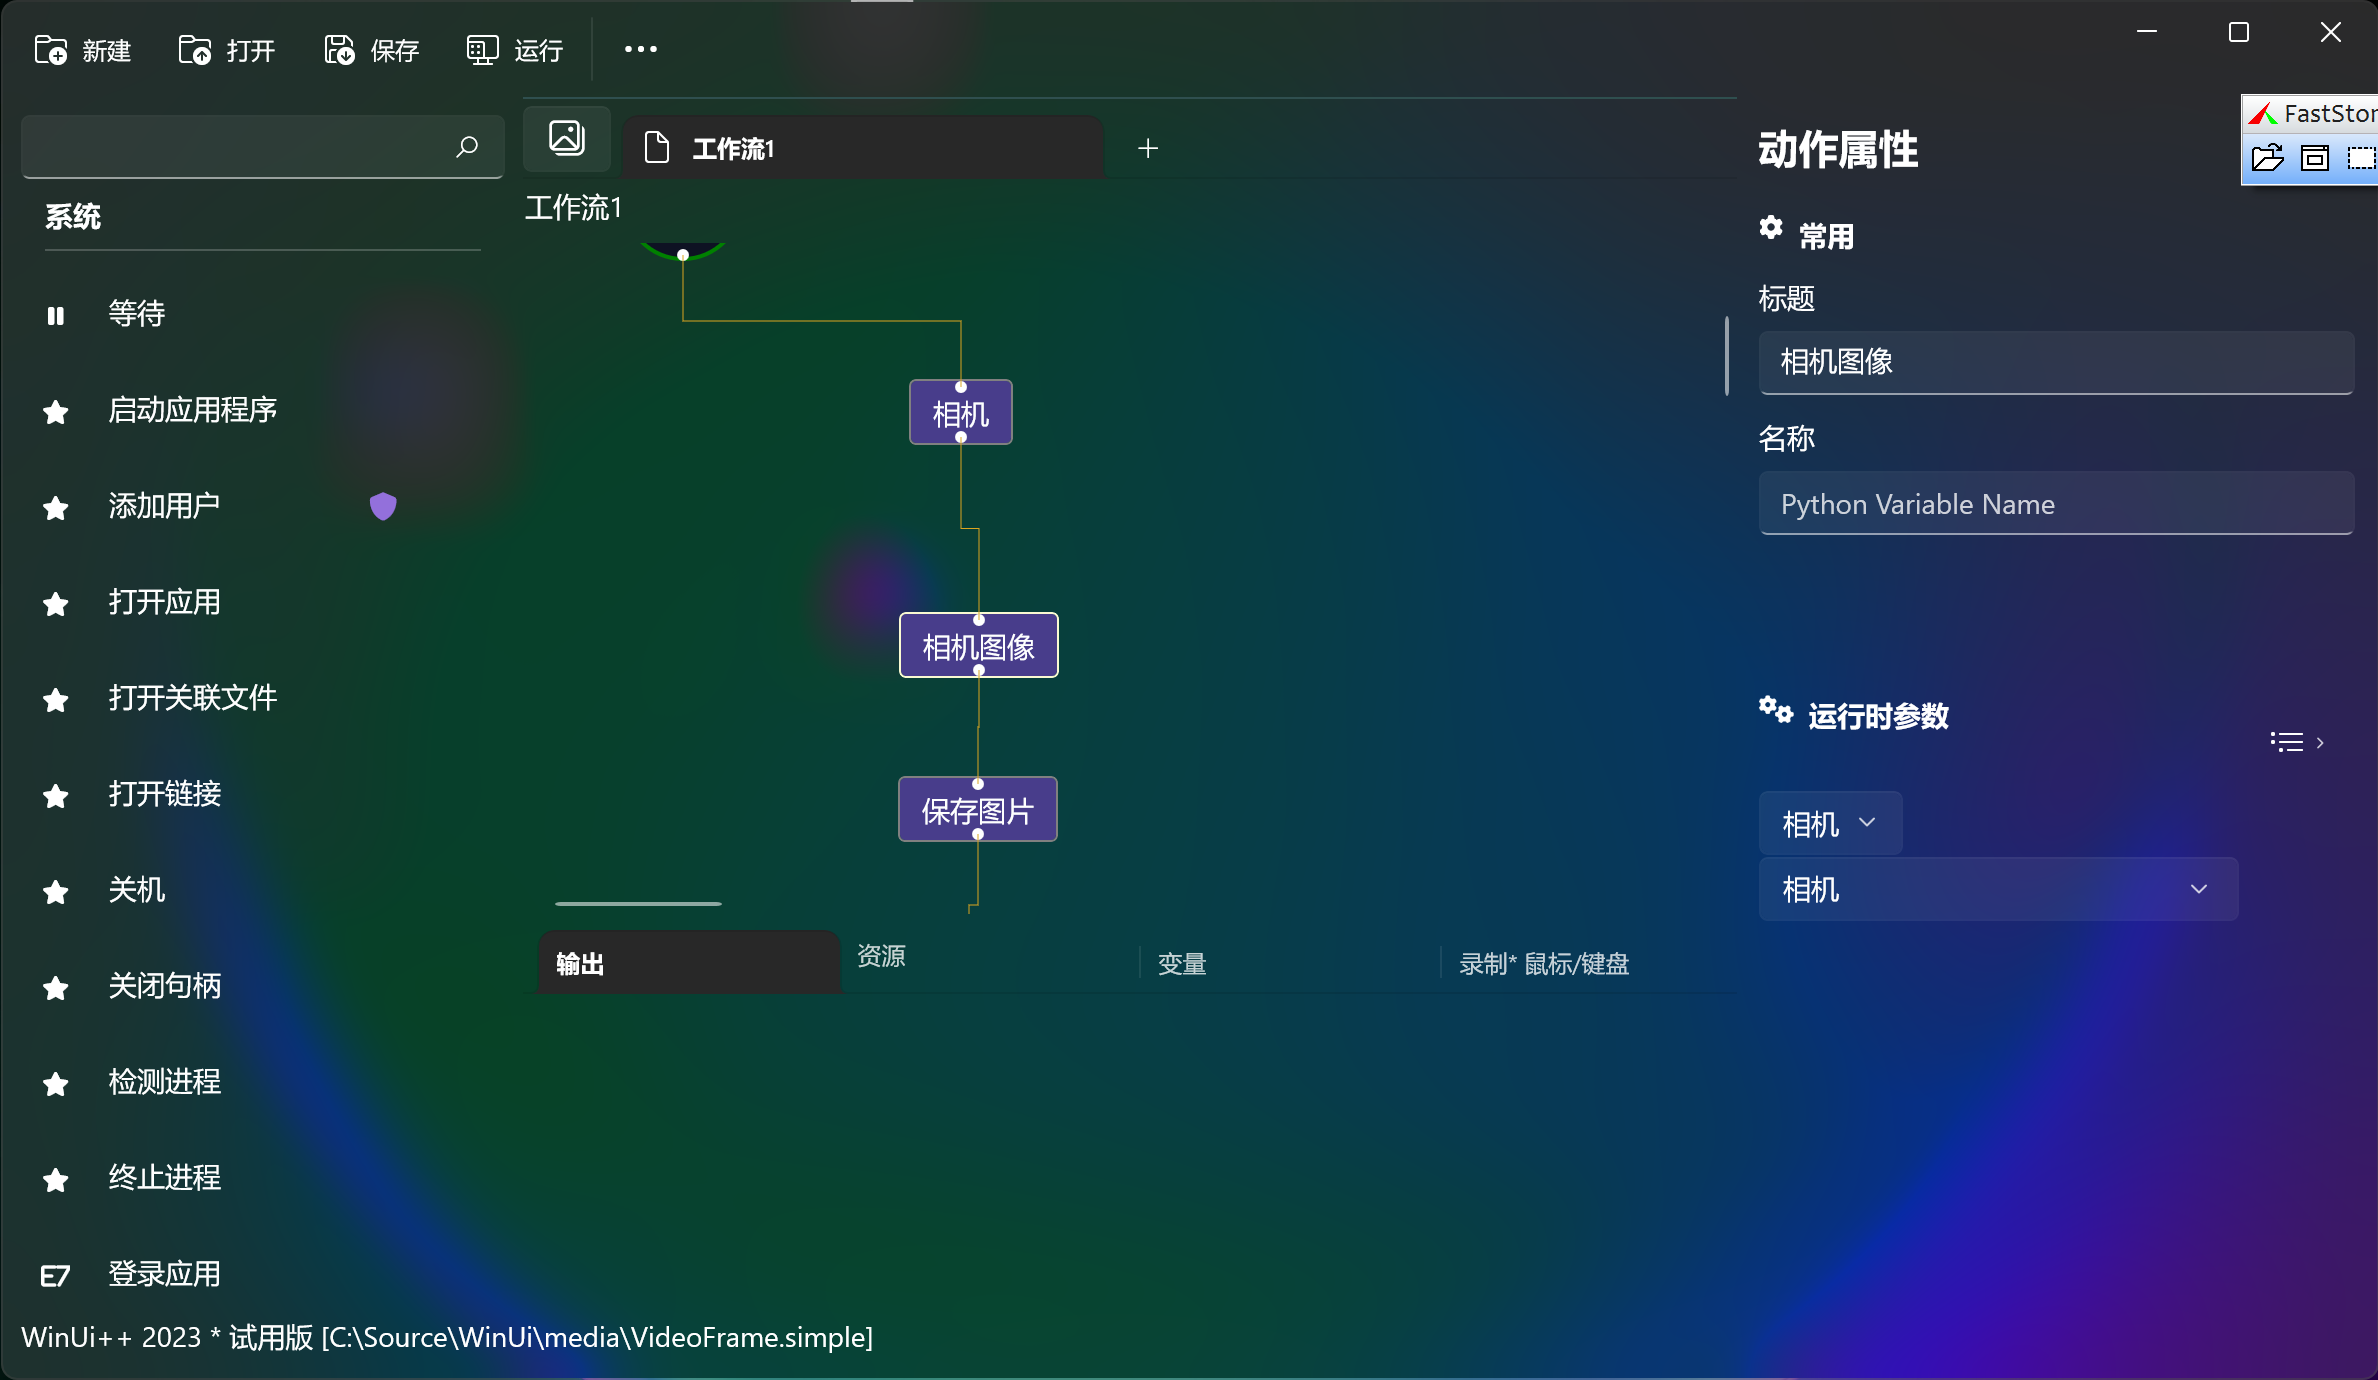 新建
打开
保存
运行
系统
等待
启动应用程序
添加用户
打开应用
打开关联文件
打开链接
关机
关闭句柄
检测进程
终止进程
E7 登录应用
工作流1
工作流1
相机
相机图像
保存图片
输出
资源
变量
录制* 鼠标/键盘
动作属性
常用
标题
相机图像
名称
Python Variable Name
运行时参数
相机
相机
FastStor
WinUi++ 2023 * 试用版 [C:\Source\WinUi\media\VideoFrame.simple]